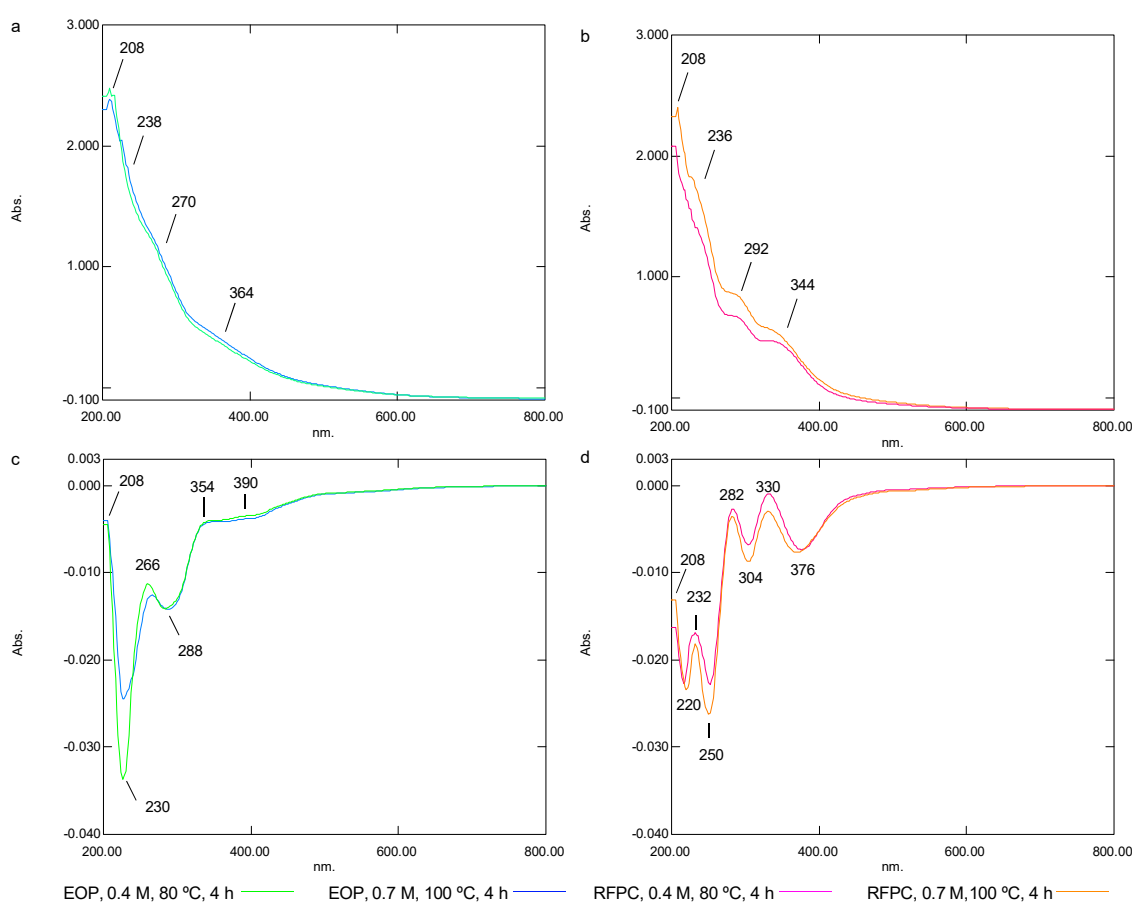 a
3.000
208
2.000
238
270
Abs.
1.000
364
-0.100
200.00 400.00 600.00 800.00
nm.
b
3.000
208
2.000
236
292
Abs.
1.000
344
-0.100
200.00 400.00 600.00 800.00
nm.
c
0.003
208
354
390
0.000
266
-0.010
288
-0.020
Abs.
-0.030
230
-0.040
200.00 400.00 600.00 800.00
nm.
d
0.003
282
330
0.000
208
232
-0.010
304
376
-0.020
Abs.
220
250
-0.030
-0.040
200.00 400.00 600.00 800.00
nm.
EOP, 0.4 M, 80 ºC, 4 h
EOP, 0.7 M, 100 ºC, 4 h
RFPC, 0.4 M, 80 ºC, 4 h
RFPC, 0.7 M,100 ºC, 4 h